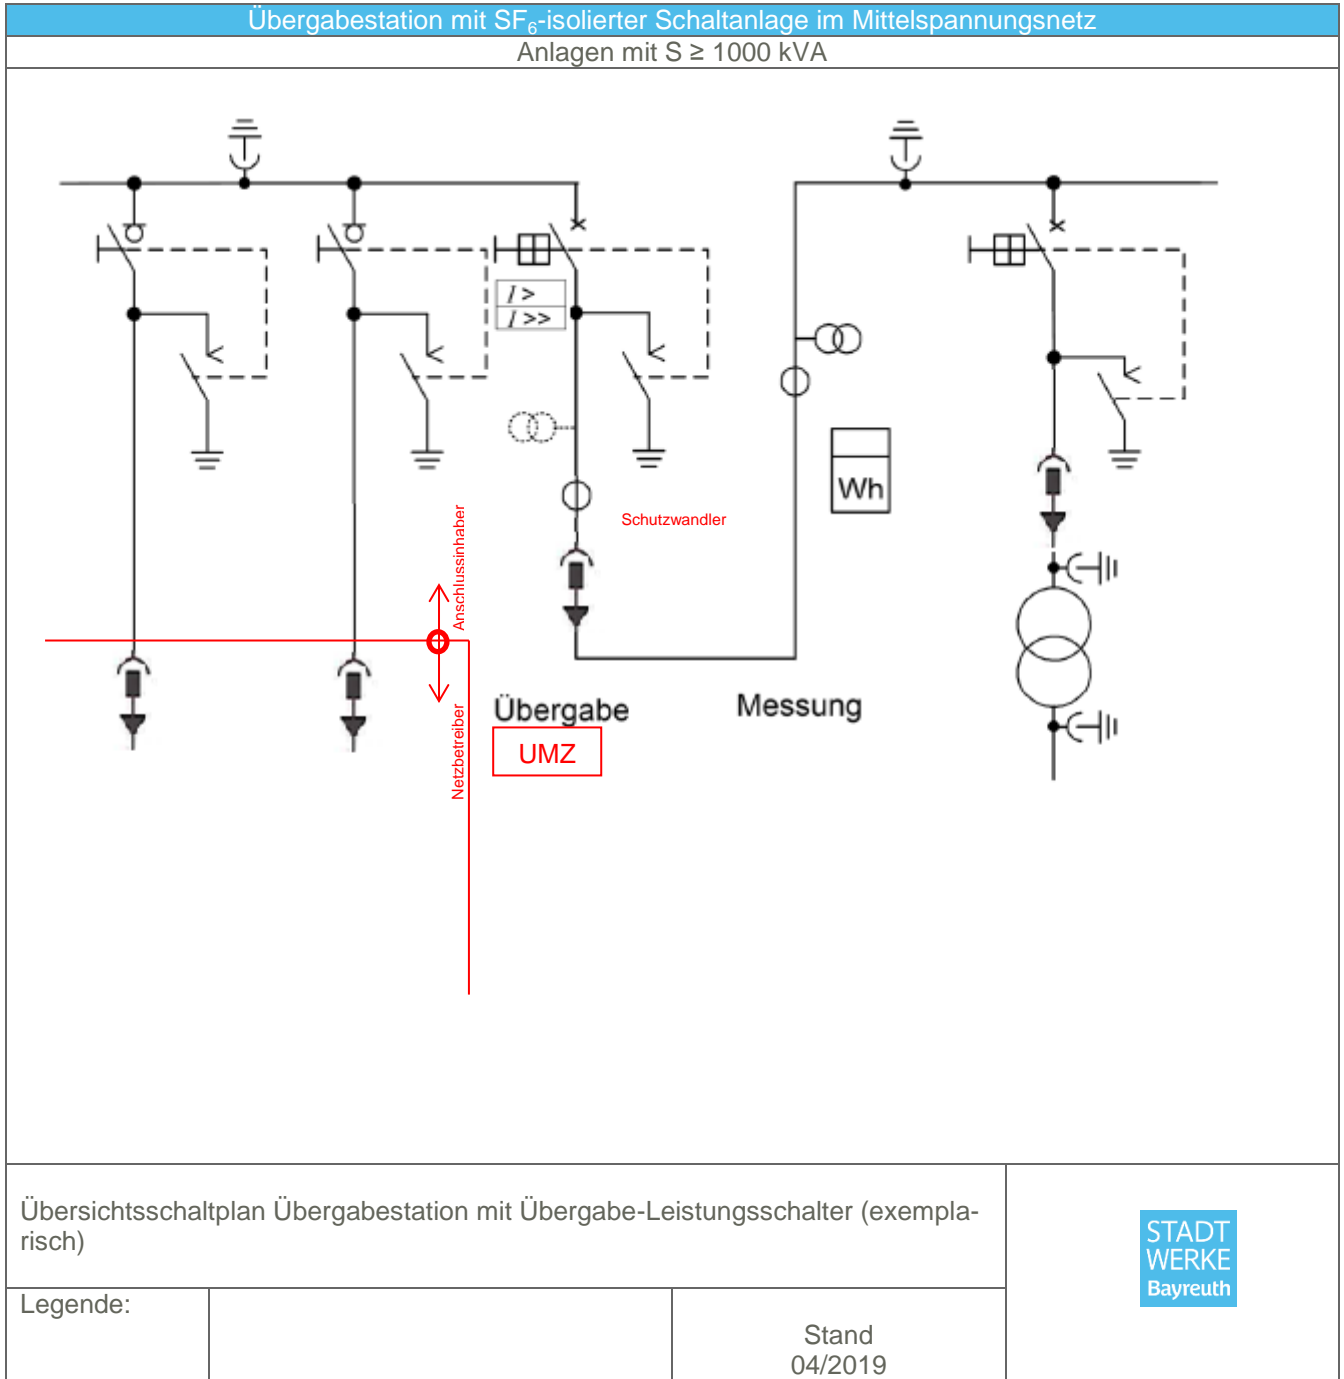 Übergabestation mit SF₆-isolierter Schaltanlage im Mittelspannungsnetz
Anlagen mit S ≥ 1000 kVA
I >
I >>
Wh
Schutzwandler
Anschlussinhaber
Netzbetreiber
Übergabe
Messung
UMZ
Übersichtsschaltplan Übergabestation mit Übergabe-Leistungsschalter (exempla-
risch)
STADT
WERKE
Bayreuth
Legende:
Stand
04/2019